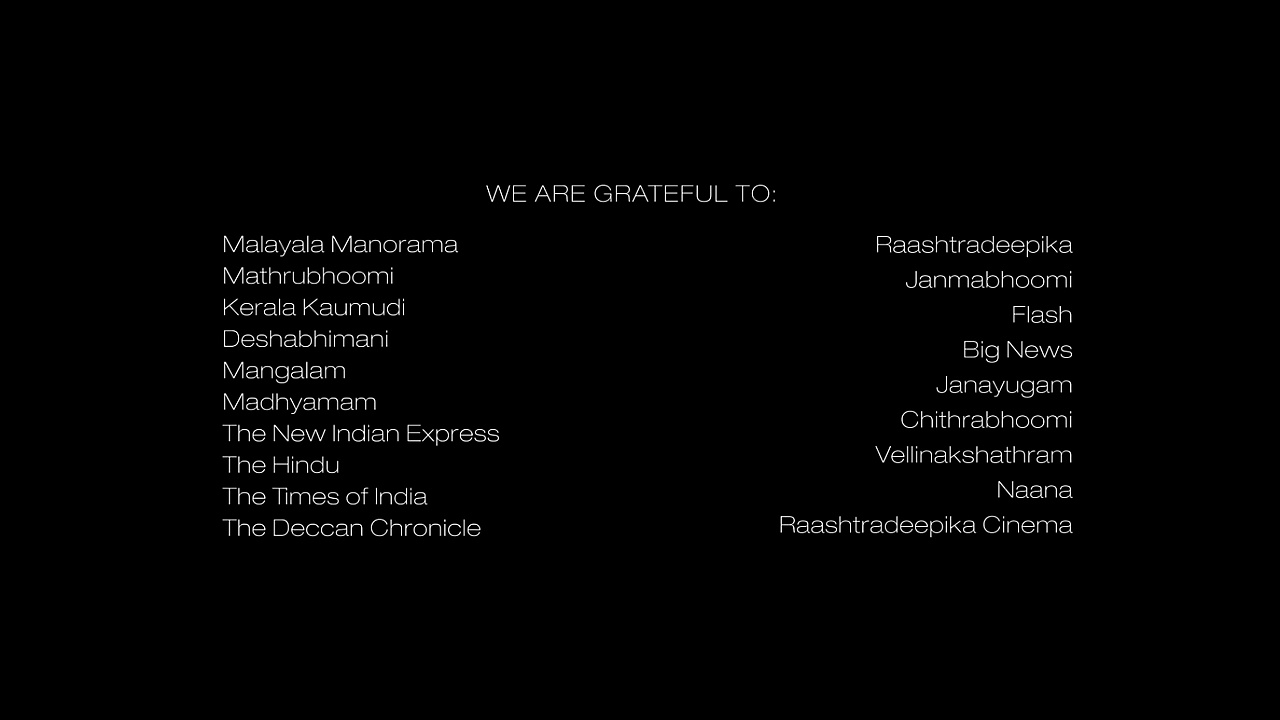 WE ARE GRATEFUL TO:
Malayala Manorama
Mathrubhoomi
Kerala Kaumudi
Deshabhimani
Mangalam
Madhyamam
The New Indian Express
The Hindu
The Times of India
The Deccan Chronicle
Raashtradeepika
Janmabhoomi
Flash
Big News
Janayugam
Chithrabhoomi
Vellinakshathram
Naana
Raashtradeepika Cinema